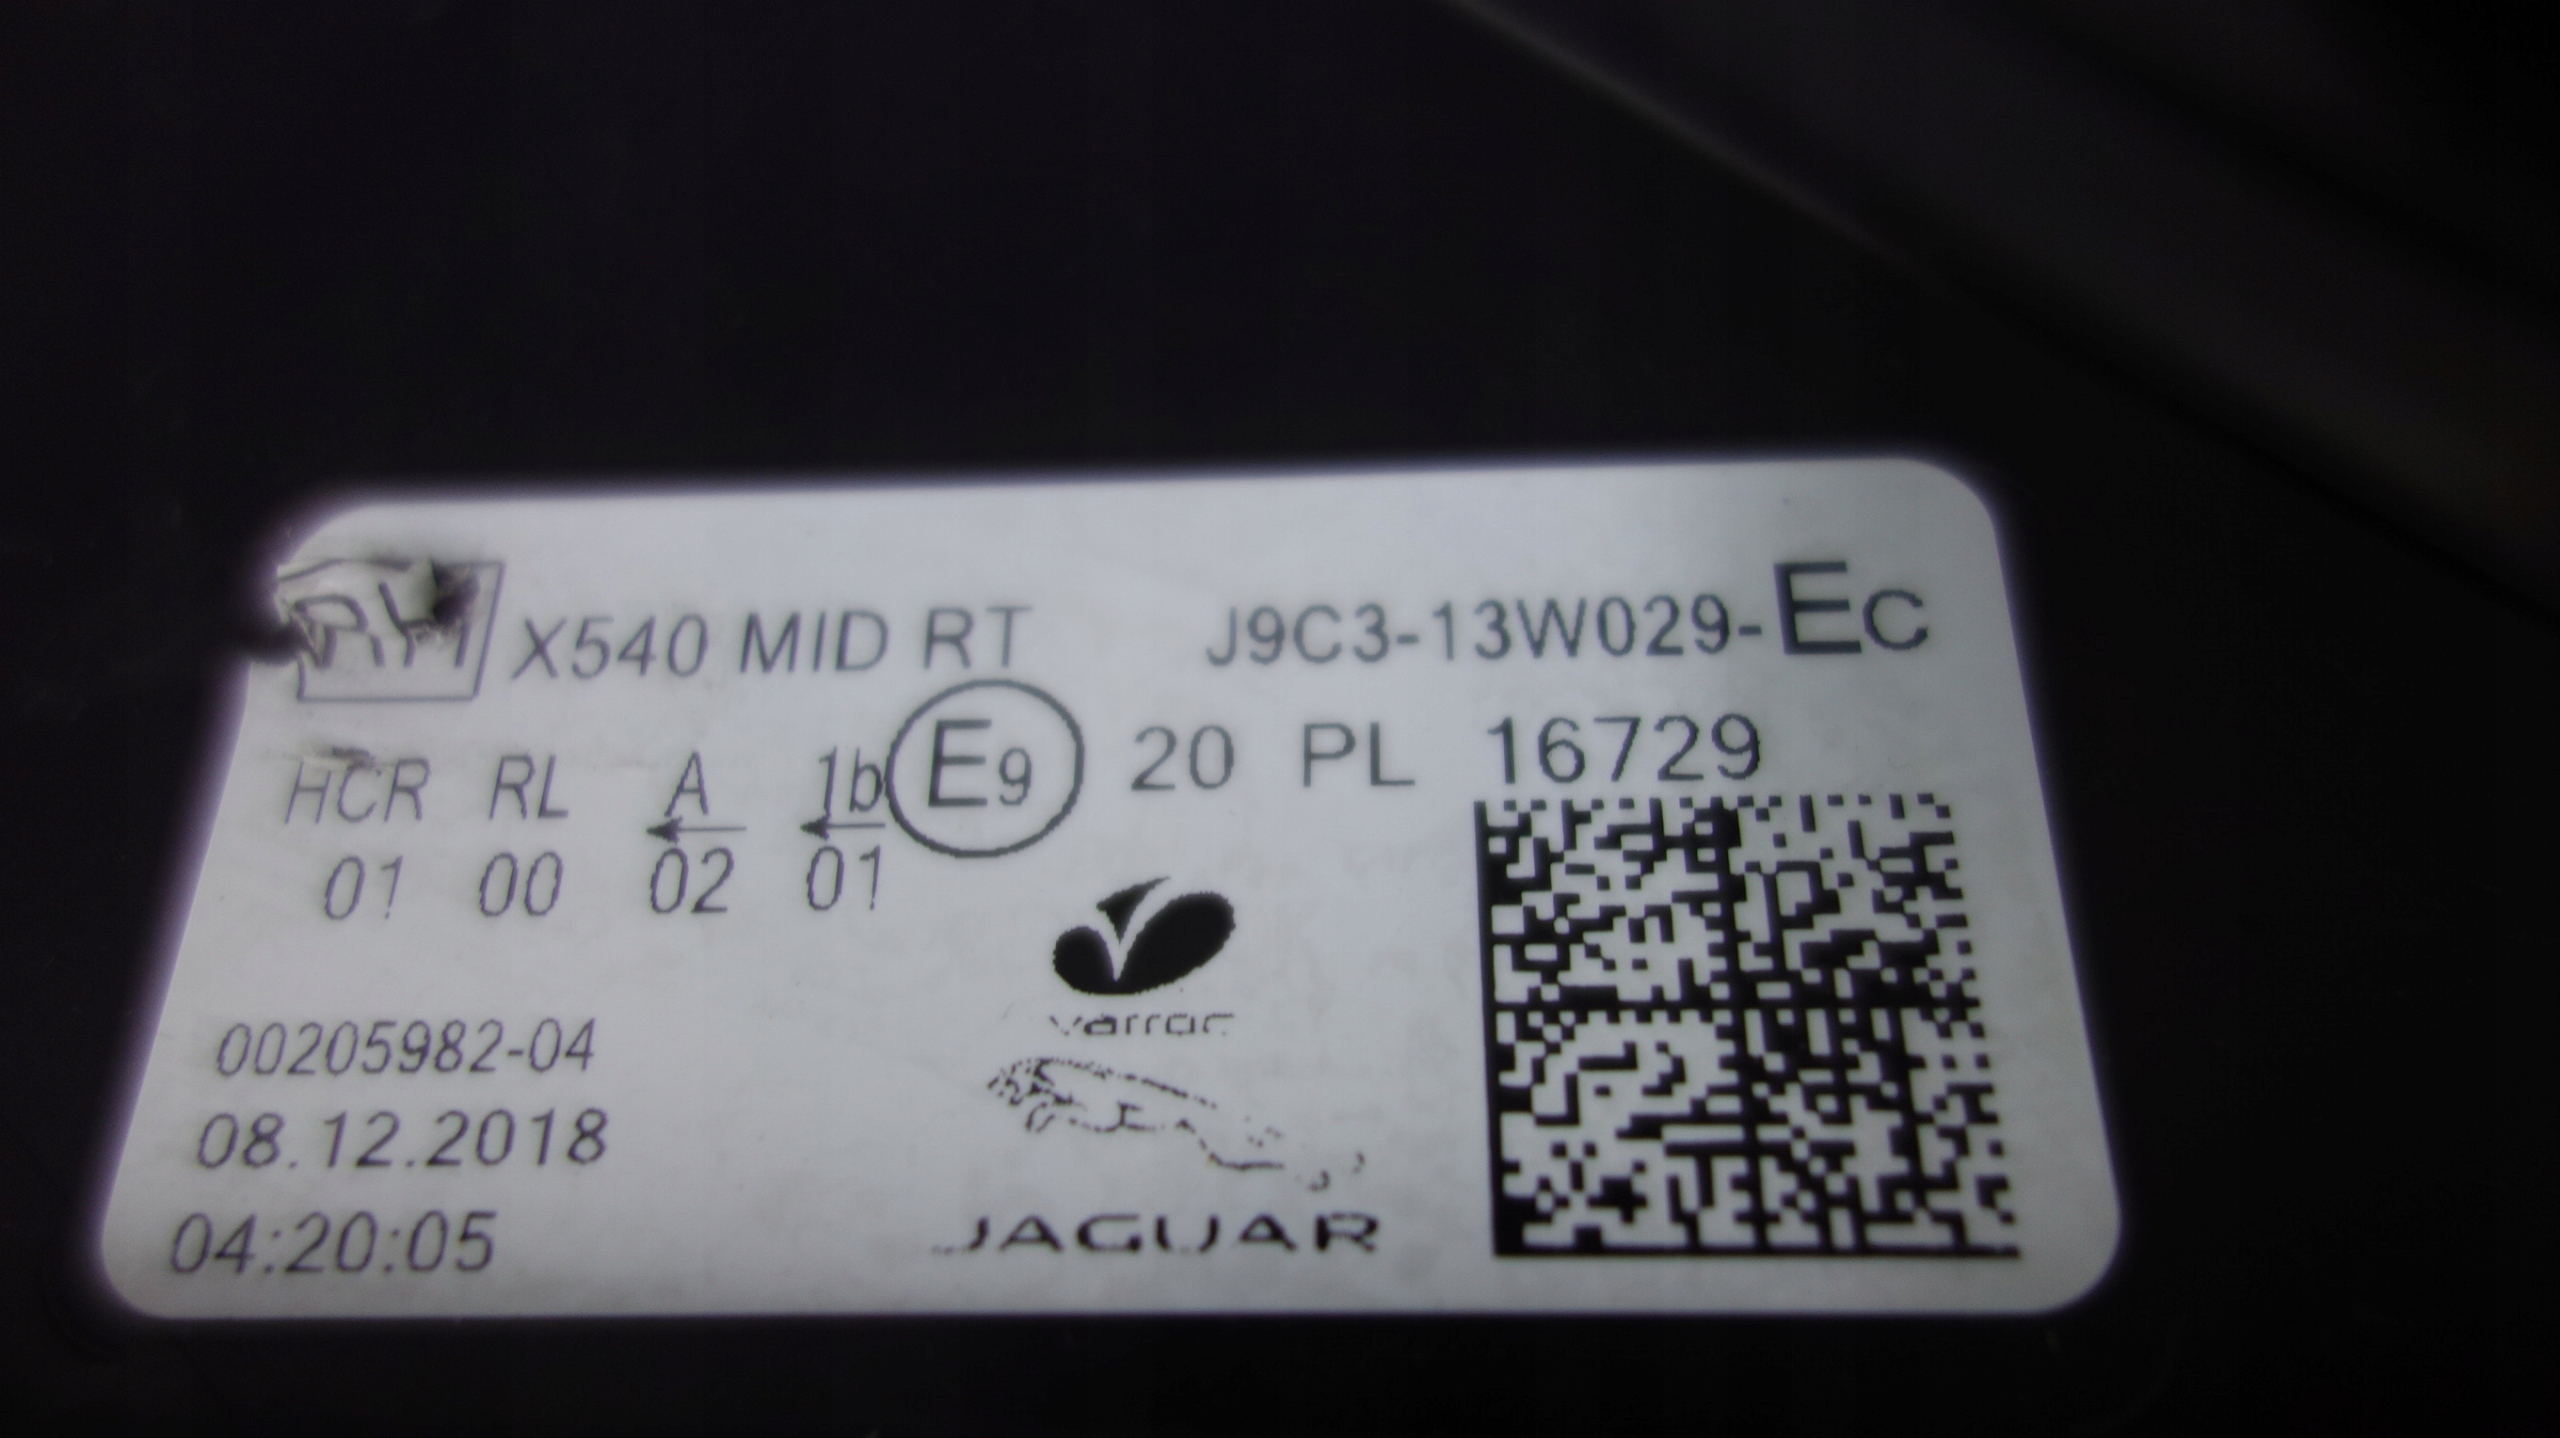 RH X540 MID RT J9C3-13W029-EC
HCR RL A 1b E9 20 PL 16729
01 00 02 01
varroc
00205982-04
08.12.2018
04:20:05
JAGUAR